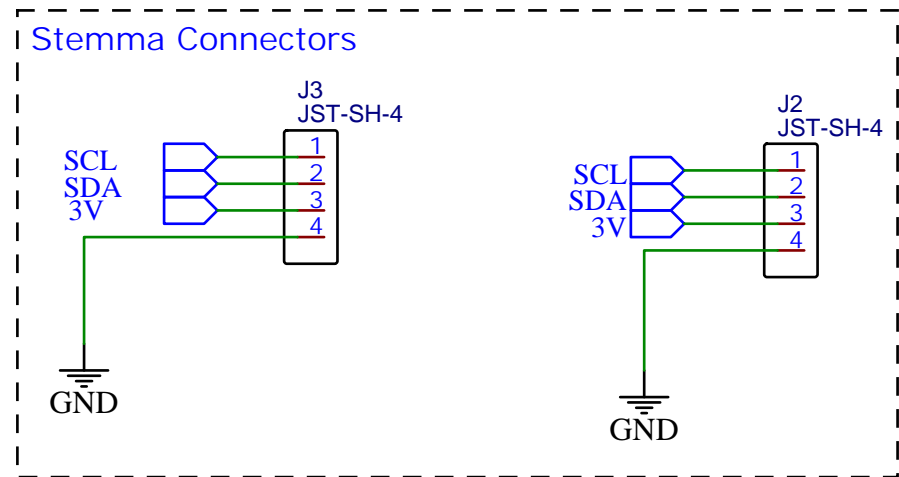 Stemma Connectors
J3
JST-SH-4
1
2
3
4
SCL
SDA
3V
GND
J2
JST-SH-4
1
2
3
4
SCL
SDA
3V
GND